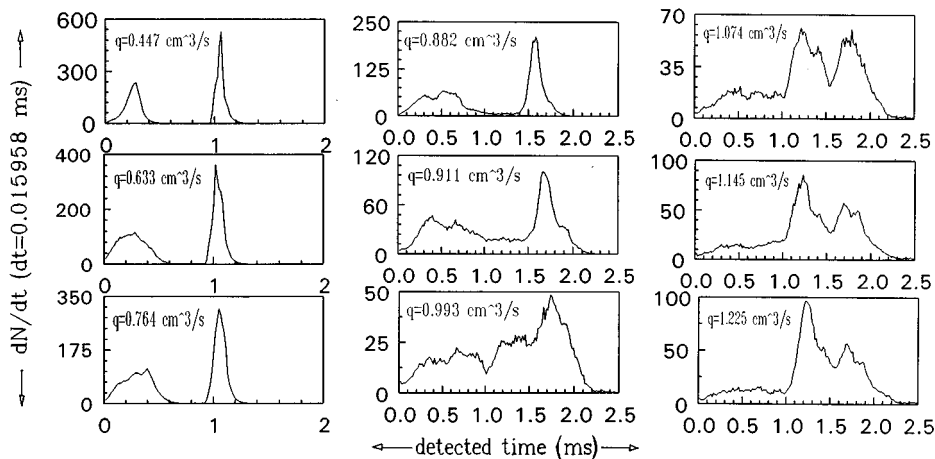 dN/dt (dt=0.015958 ms)
600
300
0
q=0.447 cm^3/s
0
1
2
400
200
0
q=0.633 cm^3/s
0
1
2
350
175
0
q=0.764 cm^3/s
0
1
2
250
125
0
q=0.882 cm^3/s
0.0 0.5 1.0 1.5 2.0 2.5
120
60
0
q=0.911 cm^3/s
0.0 0.5 1.0 1.5 2.0 2.5
50
25
0
q=0.993 cm^3/s
0.0 0.5 1.0 1.5 2.0 2.5
detected time (ms)
70
35
0
q=1.074 cm^3/s
0.0 0.5 1.0 1.5 2.0 2.5
100
50
0
q=1.145 cm^3/s
0.0 0.5 1.0 1.5 2.0 2.5
100
50
0
q=1.225 cm^3/s
0.0 0.5 1.0 1.5 2.0 2.5